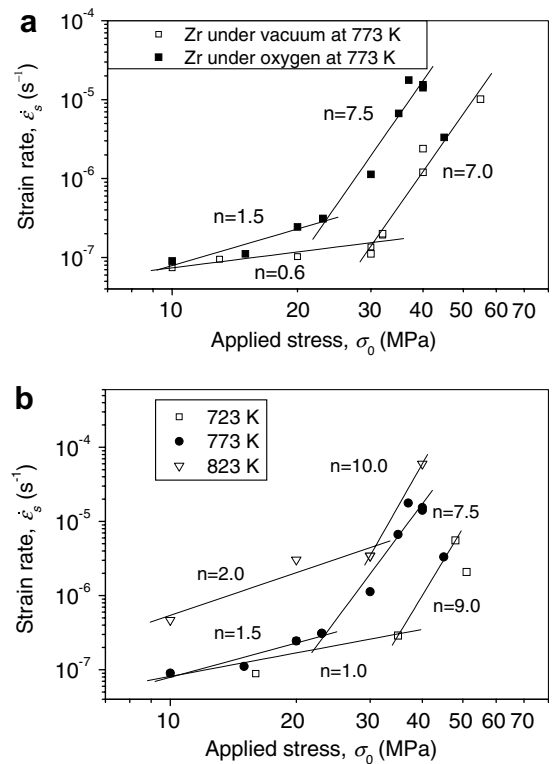 a
Zr under vacuum at 773 K
Zr under oxygen at 773 K
Strain rate, ε̇ₛ (s⁻¹)
10⁻⁴
10⁻⁵
10⁻⁶
10⁻⁷
n=7.5
n=7.0
n=1.5
n=0.6
10 20 30 40 50 60 70
Applied stress, σ₀ (MPa)
b
723 K
773 K
823 K
Strain rate, ε̇ₛ (s⁻¹)
10⁻⁴
10⁻⁵
10⁻⁶
10⁻⁷
n=10.0
n=7.5
n=2.0
n=9.0
n=1.5
n=1.0
10 20 30 40 50 60 70
Applied stress, σ₀ (MPa)